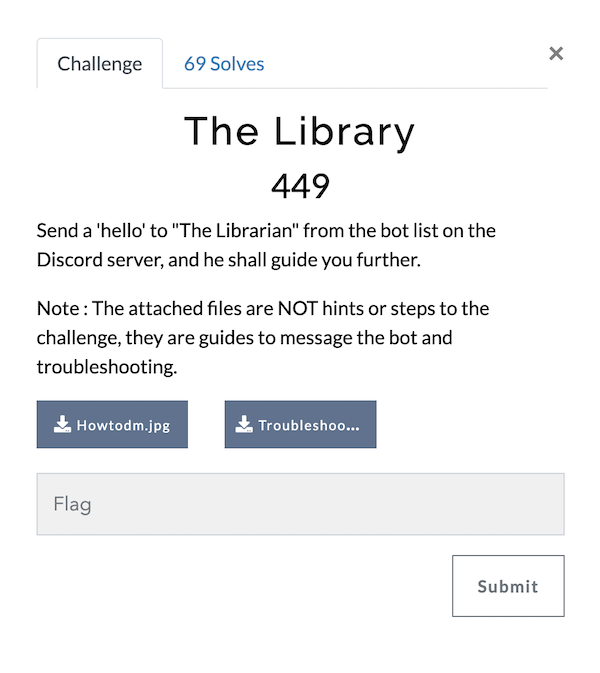 Challenge
69 Solves
×
The Library
449
Send a 'hello' to "The Librarian" from the bot list on the
Discord server, and he shall guide you further.
Note : The attached files are NOT hints or steps to the
challenge, they are guides to message the bot and
troubleshooting.
Howtodm.jpg
Troubleshoo...
Flag
Submit